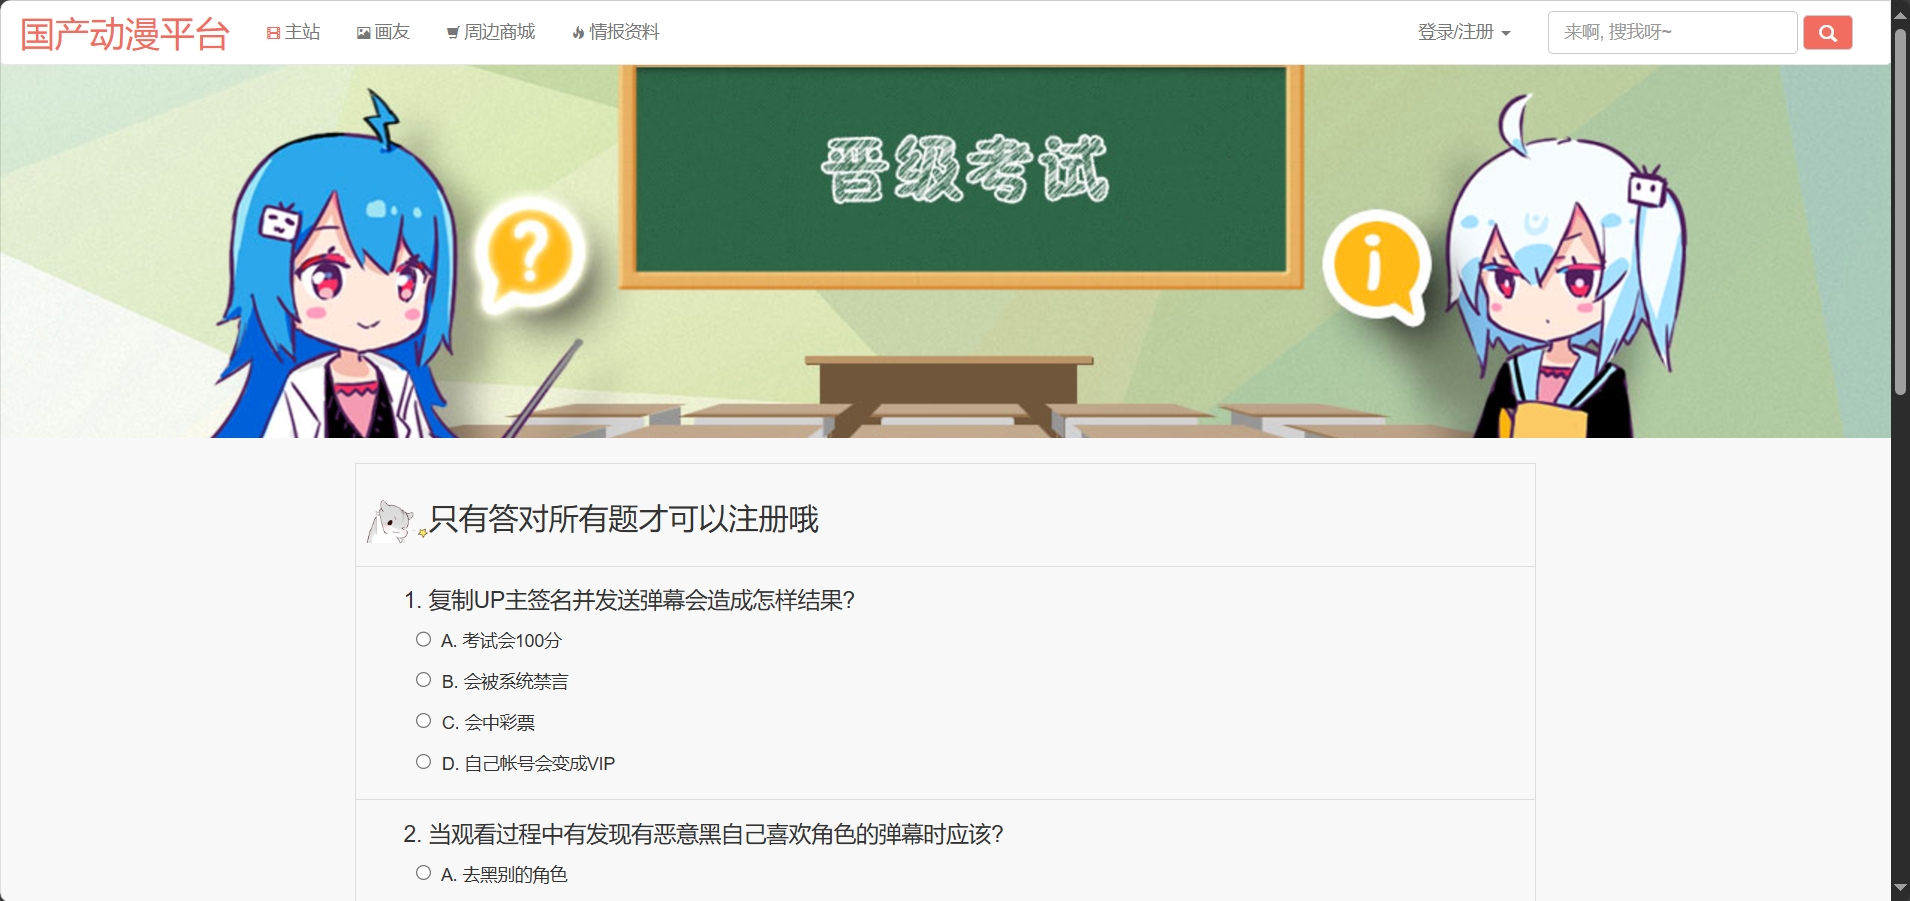 国产动漫平台 主站 画友 周边商城 情报资料 登录/注册 来啊, 搜我呀~
晋级考试
?
i
只有答对所有题才可以注册哦
1. 复制UP主签名并发送弹幕会造成怎样结果?
A. 考试会100分
B. 会被系统禁言
C. 会中彩票
D. 自己帐号会变成VIP
2. 当观看过程中有发现有恶意黑自己喜欢角色的弹幕时应该?
A. 去黑别的角色